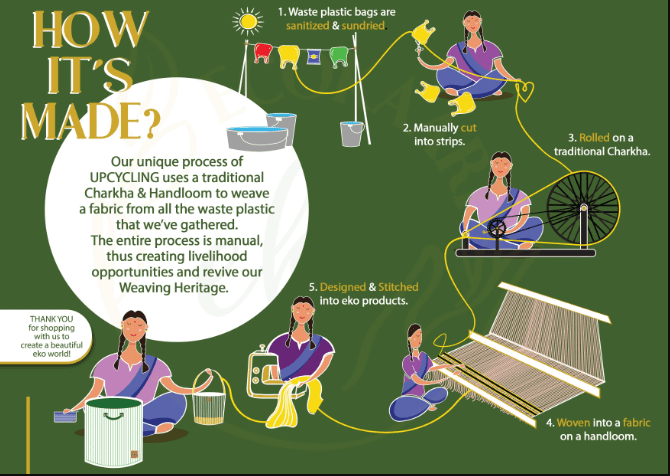 HOW
IT'S
MADE?
1. Waste plastic bags are
sanitized & sundried.
2. Manually cut
into strips.
3. Rolled on a
traditional Charkha.
Our unique process of
UPCYCLING uses a traditional
Charkha & Handloom to weave
a fabric from all the waste plastic
that we've gathered.
The entire process is manual,
thus creating livelihood
opportunities and revive our
Weaving Heritage.
5. Designed & Stitched
into eko products.
THANK YOU
for shopping
with us to
create a beautiful
eko world!
4. Woven into a fabric
on a handloom.